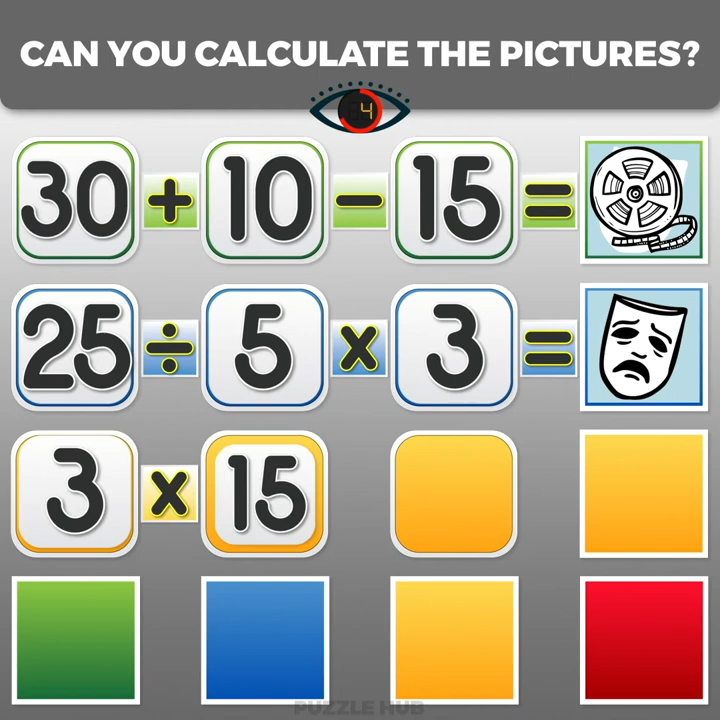 CAN YOU CALCULATE THE PICTURES?
4
30 + 10 − 15 =
25 ÷ 5 x 3 =
3 x 15
PUZZLE HUB